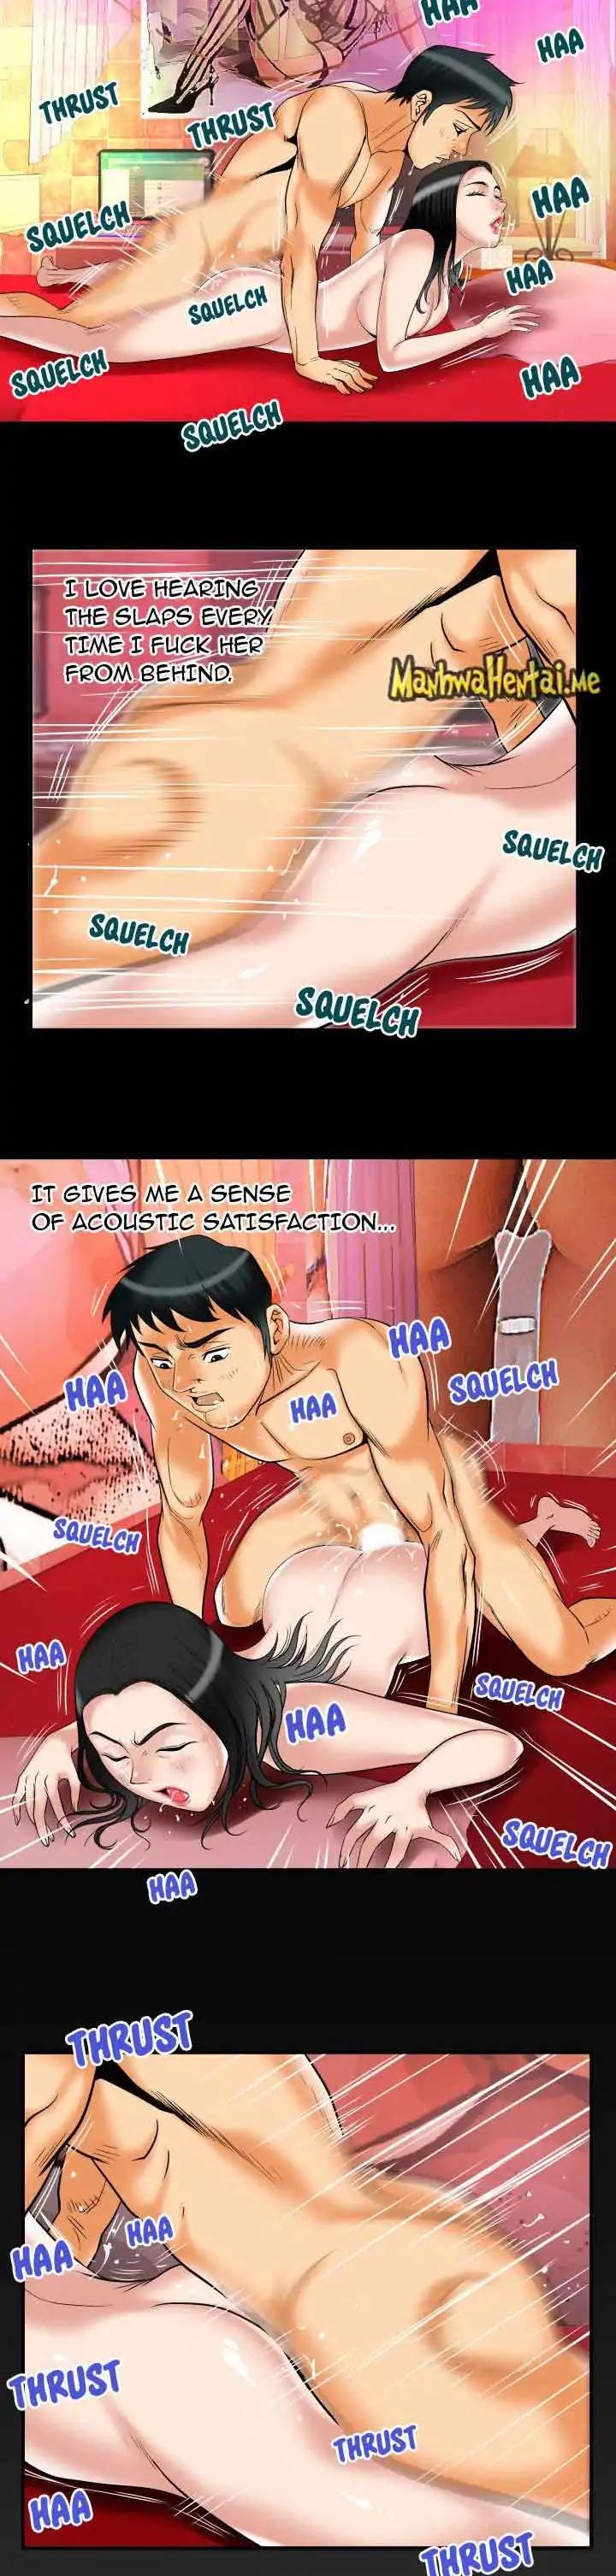 HAA
HAA
THRUST
THRUST
HAA
SQUELCH
HAA
SQUELCH
SQUELCH
HAA
SQUELCH
I LOVE HEARING
THE SLAPS EVERY
TIME I FUCK HER
FROM BEHIND.
ManhwaHentai.me
SQUELCH
SQUELCH
SQUELCH
IT GIVES ME A SENSE
OF ACOUSTIC SATISFACTION...
HAA
HAA
SQUELCH
HAA
SQUELCH
HAA
SQUELCH
HAA
SQUELCH
HAA
THRUST
HAA
HAA
THRUST
THRUST
HAA
THRUST